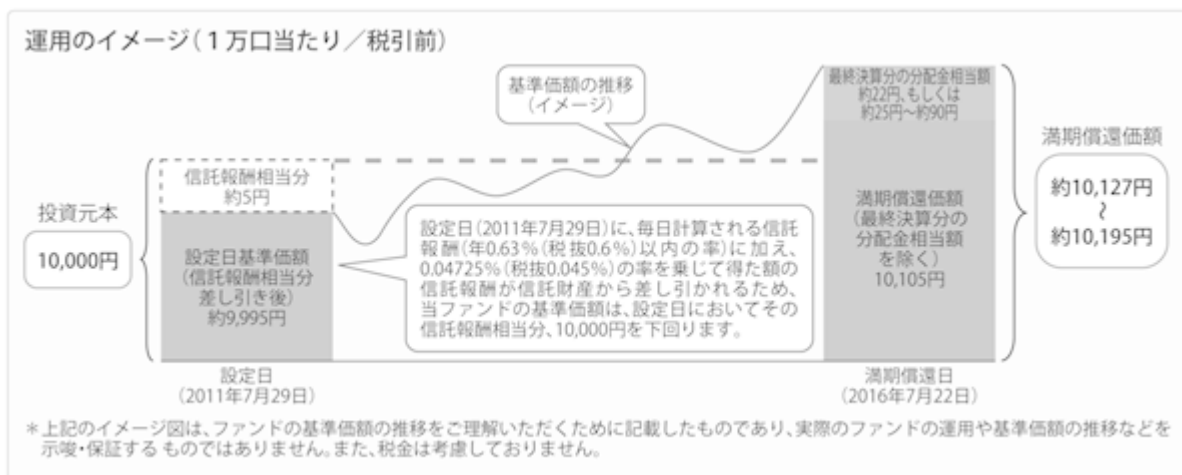 運用のイメージ(1万口当たり／税引前)
基準価額の推移
(イメージ)
最終決算分の分配金相当額
約22円、もしくは
約25円～約90円
満期償還価額
約10,127円
～
約10,195円
信託報酬相当分
約5円
投資元本
10,000円
設定日基準価額
(信託報酬相当分
差し引き後)
約9,995円
設定日(2011年7月29日)に、毎日計算される信託
報酬(年0.63%(税抜0.6%)以内の率)に加え、
0.04725%(税抜0.045%)の率を乗じて得た額の
信託報酬が信託財産から差し引かれるため、
当ファンドの基準価額は、設定日においてその
信託報酬相当分、10,000円を下回ります。
満期償還価額
(最終決算分の
分配金相当額
を除く)
10,105円
設定日
(2011年7月29日)
満期償還日
(2016年7月22日)
＊上記のイメージ図は、ファンドの基準価額の推移をご理解いただくために記載したものであり、実際のファンドの運用や基準価額の推移などを
示唆・保証するものではありません。また、税金は考慮しておりません。